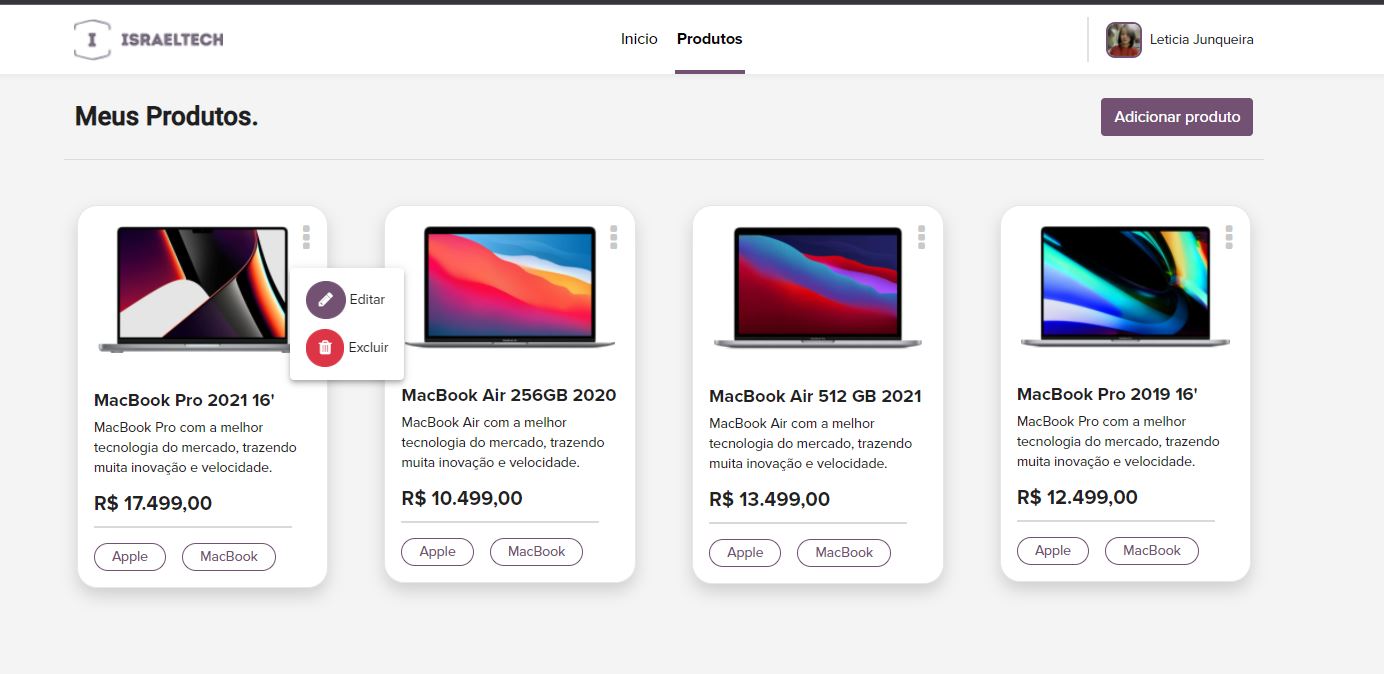 I ISRAELTECH
Inicio
Produtos
Leticia Junqueira
Meus Produtos.
Adicionar produto
Editar
Excluir
MacBook Pro 2021 16'
MacBook Pro com a melhor
tecnologia do mercado, trazendo
muita inovação e velocidade.
R$ 17.499,00
Apple
MacBook
MacBook Air 256GB 2020
MacBook Air com a melhor
tecnologia do mercado, trazendo
muita inovação e velocidade.
R$ 10.499,00
Apple
MacBook
MacBook Air 512 GB 2021
MacBook Air com a melhor
tecnologia do mercado, trazendo
muita inovação e velocidade.
R$ 13.499,00
Apple
MacBook
MacBook Pro 2019 16'
MacBook Pro com a melhor
tecnologia do mercado, trazendo
muita inovação e velocidade.
R$ 12.499,00
Apple
MacBook